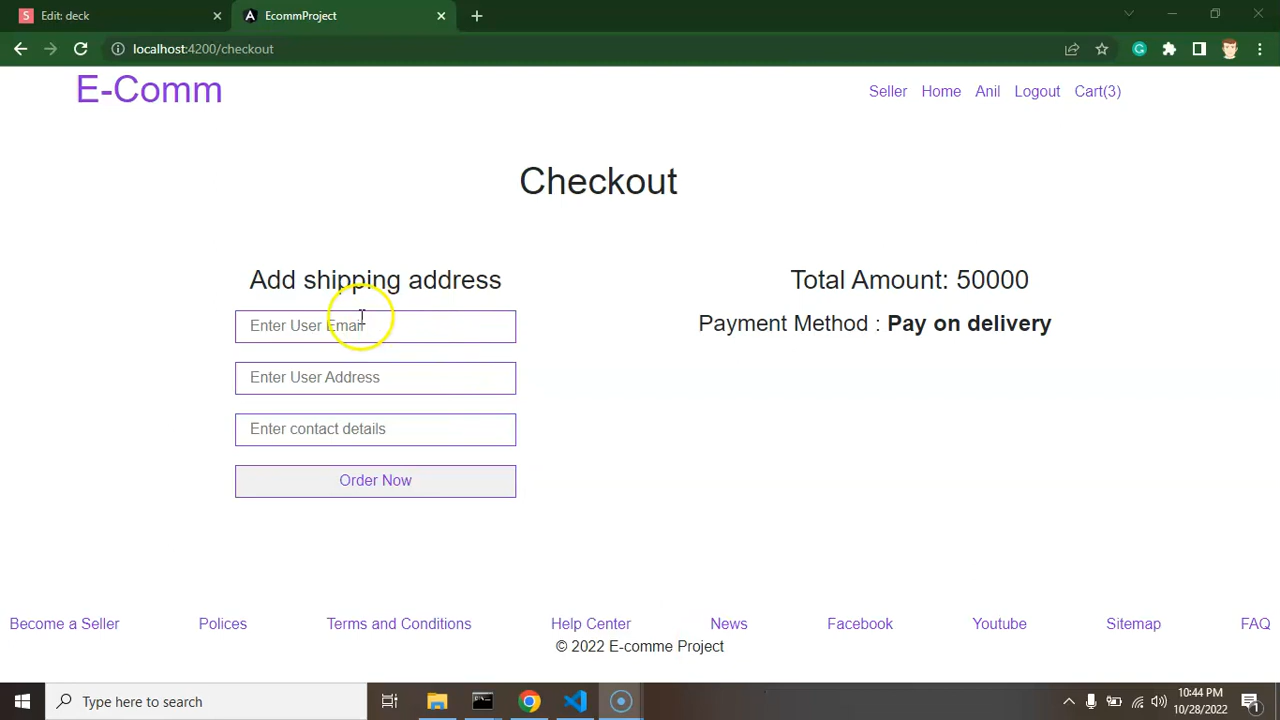 Edit: deck
EcommProject
localhost:4200/checkout
E-Comm
Seller Home Anil Logout Cart(3)
Checkout
Add shipping address
Enter User Email
Enter User Address
Enter contact details
Order Now
Total Amount: 50000
Payment Method : Pay on delivery
Become a Seller Polices Terms and Conditions Help Center News Facebook Youtube Sitemap FAQ
© 2022 E-comme Project
Type here to search
10:44 PM
10/28/2022
1